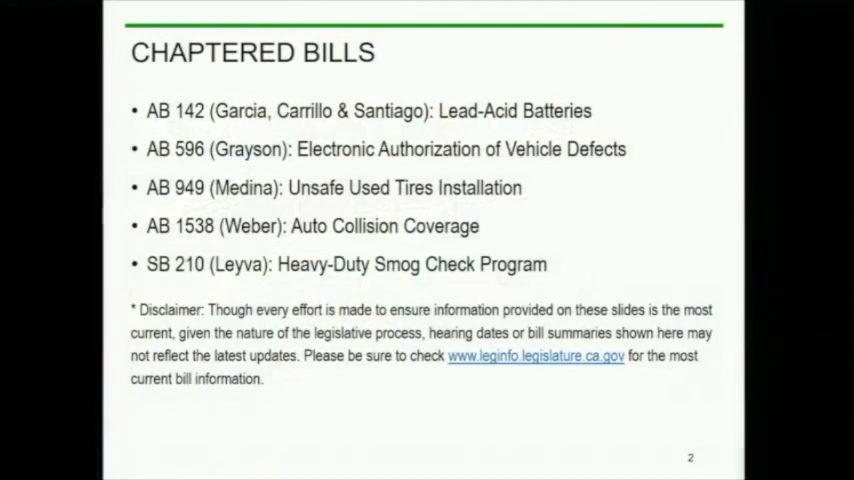 CHAPTERED BILLS
• AB 142 (Garcia, Carrillo & Santiago): Lead-Acid Batteries
• AB 596 (Grayson): Electronic Authorization of Vehicle Defects
• AB 949 (Medina): Unsafe Used Tires Installation
• AB 1538 (Weber): Auto Collision Coverage
• SB 210 (Leyva): Heavy-Duty Smog Check Program
* Disclaimer: Though every effort is made to ensure information provided on these slides is the most
current, given the nature of the legislative process, hearing dates or bill summaries shown here may
not reflect the latest updates. Please be sure to check www.leginfo.legislature.ca.gov for the most
current bill information.
2